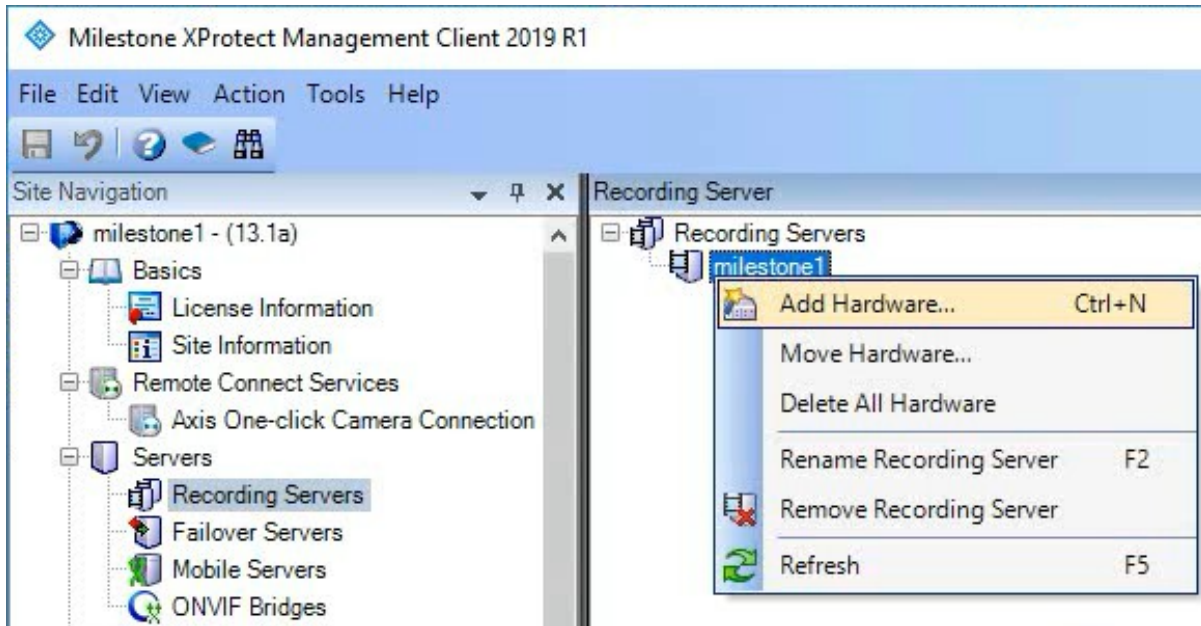 Milestone XProtect Management Client 2019 R1
File Edit View Action Tools Help
Site Navigation
milestone1 - (13.1a)
Basics
License Information
Site Information
Remote Connect Services
Axis One-click Camera Connection
Servers
Recording Servers
Failover Servers
Mobile Servers
ONVIF Bridges
Recording Server
Recording Servers
milestone1
Add Hardware... Ctrl+N
Move Hardware...
Delete All Hardware
Rename Recording Server F2
Remove Recording Server
Refresh F5